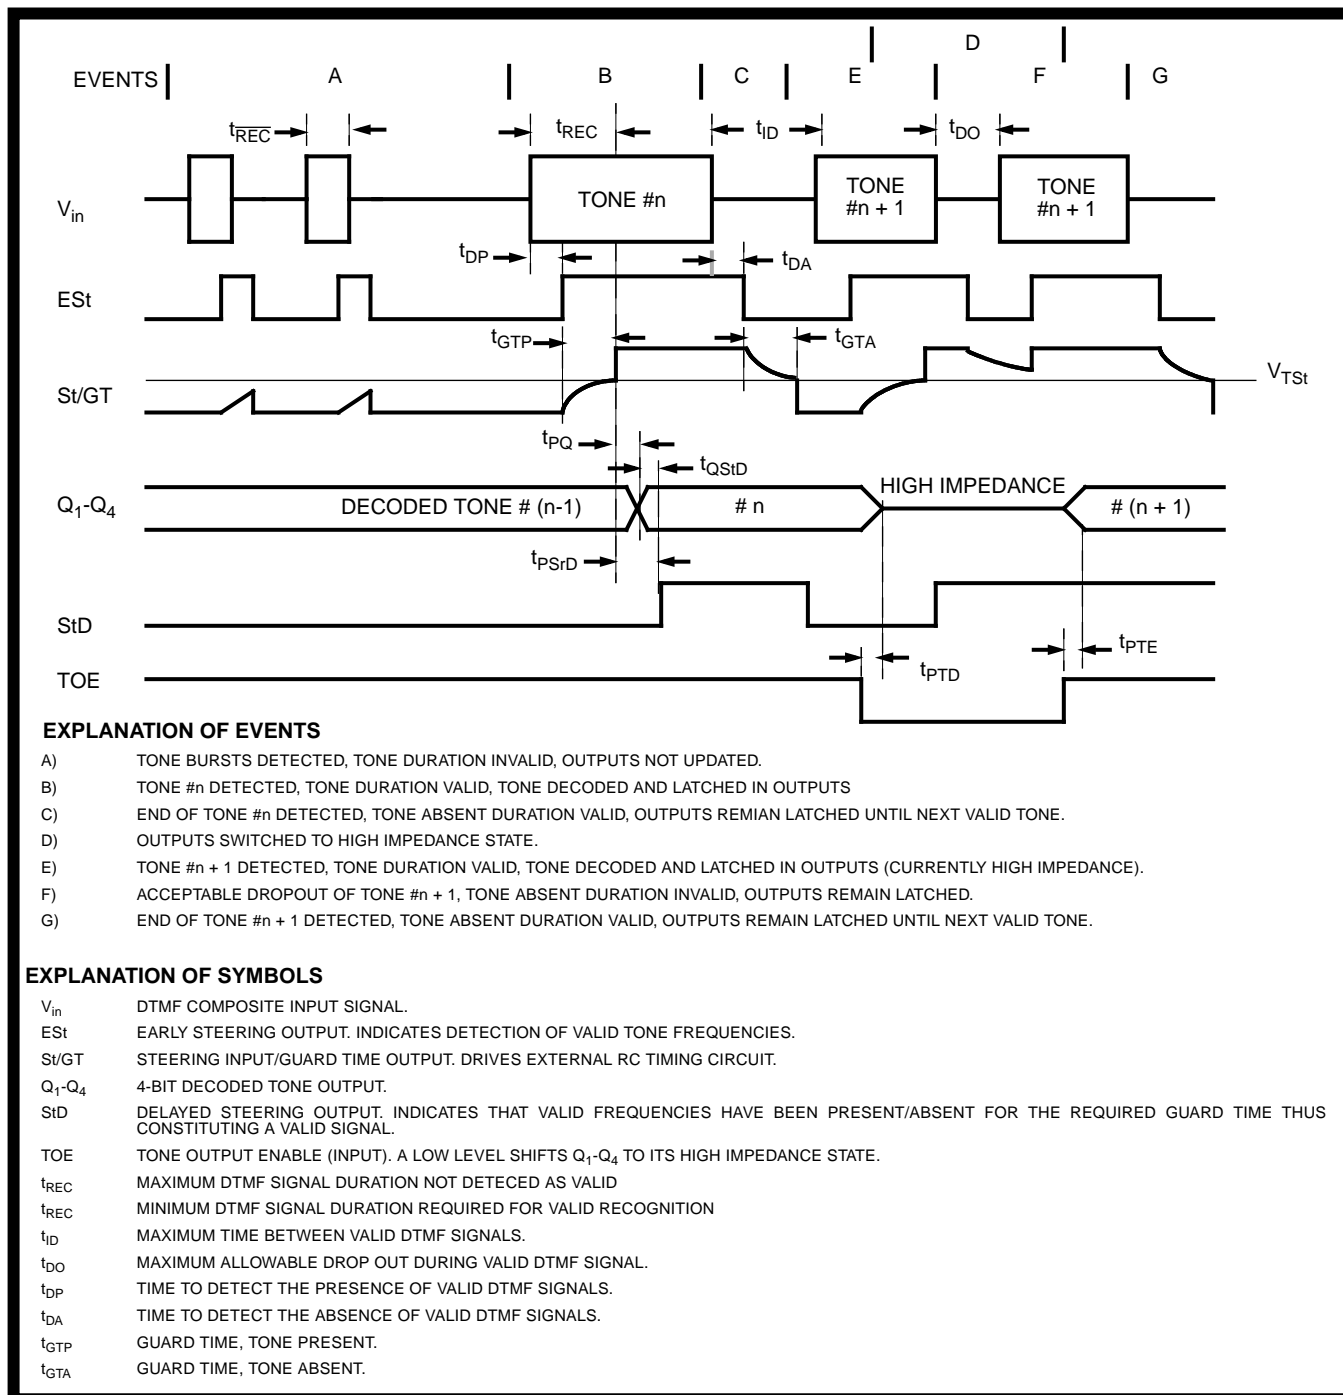 D
EVENTS A B C E F G
tREC tREC tID tDO
Vin TONE #n TONE #n + 1 TONE #n + 1
tDP tDA
ESt
tGTP tGTA
VTSt
St/GT
tPQ
tQStD
HIGH IMPEDANCE
Q1-Q4 DECODED TONE # (n-1) # n # (n + 1)
tPSrD
StD
tPTD tPTE
TOE
EXPLANATION OF EVENTS
A) TONE BURSTS DETECTED, TONE DURATION INVALID, OUTPUTS NOT UPDATED.
B) TONE #n DETECTED, TONE DURATION VALID, TONE DECODED AND LATCHED IN OUTPUTS
C) END OF TONE #n DETECTED, TONE ABSENT DURATION VALID, OUTPUTS REMIAN LATCHED UNTIL NEXT VALID TONE.
D) OUTPUTS SWITCHED TO HIGH IMPEDANCE STATE.
E) TONE #n + 1 DETECTED, TONE DURATION VALID, TONE DECODED AND LATCHED IN OUTPUTS (CURRENTLY HIGH IMPEDANCE).
F) ACCEPTABLE DROPOUT OF TONE #n + 1, TONE ABSENT DURATION INVALID, OUTPUTS REMAIN LATCHED.
G) END OF TONE #n + 1 DETECTED, TONE ABSENT DURATION VALID, OUTPUTS REMAIN LATCHED UNTIL NEXT VALID TONE.
EXPLANATION OF SYMBOLS
Vin DTMF COMPOSITE INPUT SIGNAL.
ESt EARLY STEERING OUTPUT. INDICATES DETECTION OF VALID TONE FREQUENCIES.
St/GT STEERING INPUT/GUARD TIME OUTPUT. DRIVES EXTERNAL RC TIMING CIRCUIT.
Q1-Q4 4-BIT DECODED TONE OUTPUT.
StD DELAYED STEERING OUTPUT. INDICATES THAT VALID FREQUENCIES HAVE BEEN PRESENT/ABSENT FOR THE REQUIRED GUARD TIME THUS
CONSTITUTING A VALID SIGNAL.
TOE TONE OUTPUT ENABLE (INPUT). A LOW LEVEL SHIFTS Q1-Q4 TO ITS HIGH IMPEDANCE STATE.
tREC MAXIMUM DTMF SIGNAL DURATION NOT DETECED AS VALID
tREC MINIMUM DTMF SIGNAL DURATION REQUIRED FOR VALID RECOGNITION
tID MAXIMUM TIME BETWEEN VALID DTMF SIGNALS.
tDO MAXIMUM ALLOWABLE DROP OUT DURING VALID DTMF SIGNAL.
tDP TIME TO DETECT THE PRESENCE OF VALID DTMF SIGNALS.
tDA TIME TO DETECT THE ABSENCE OF VALID DTMF SIGNALS.
tGTP GUARD TIME, TONE PRESENT.
tGTA GUARD TIME, TONE ABSENT.